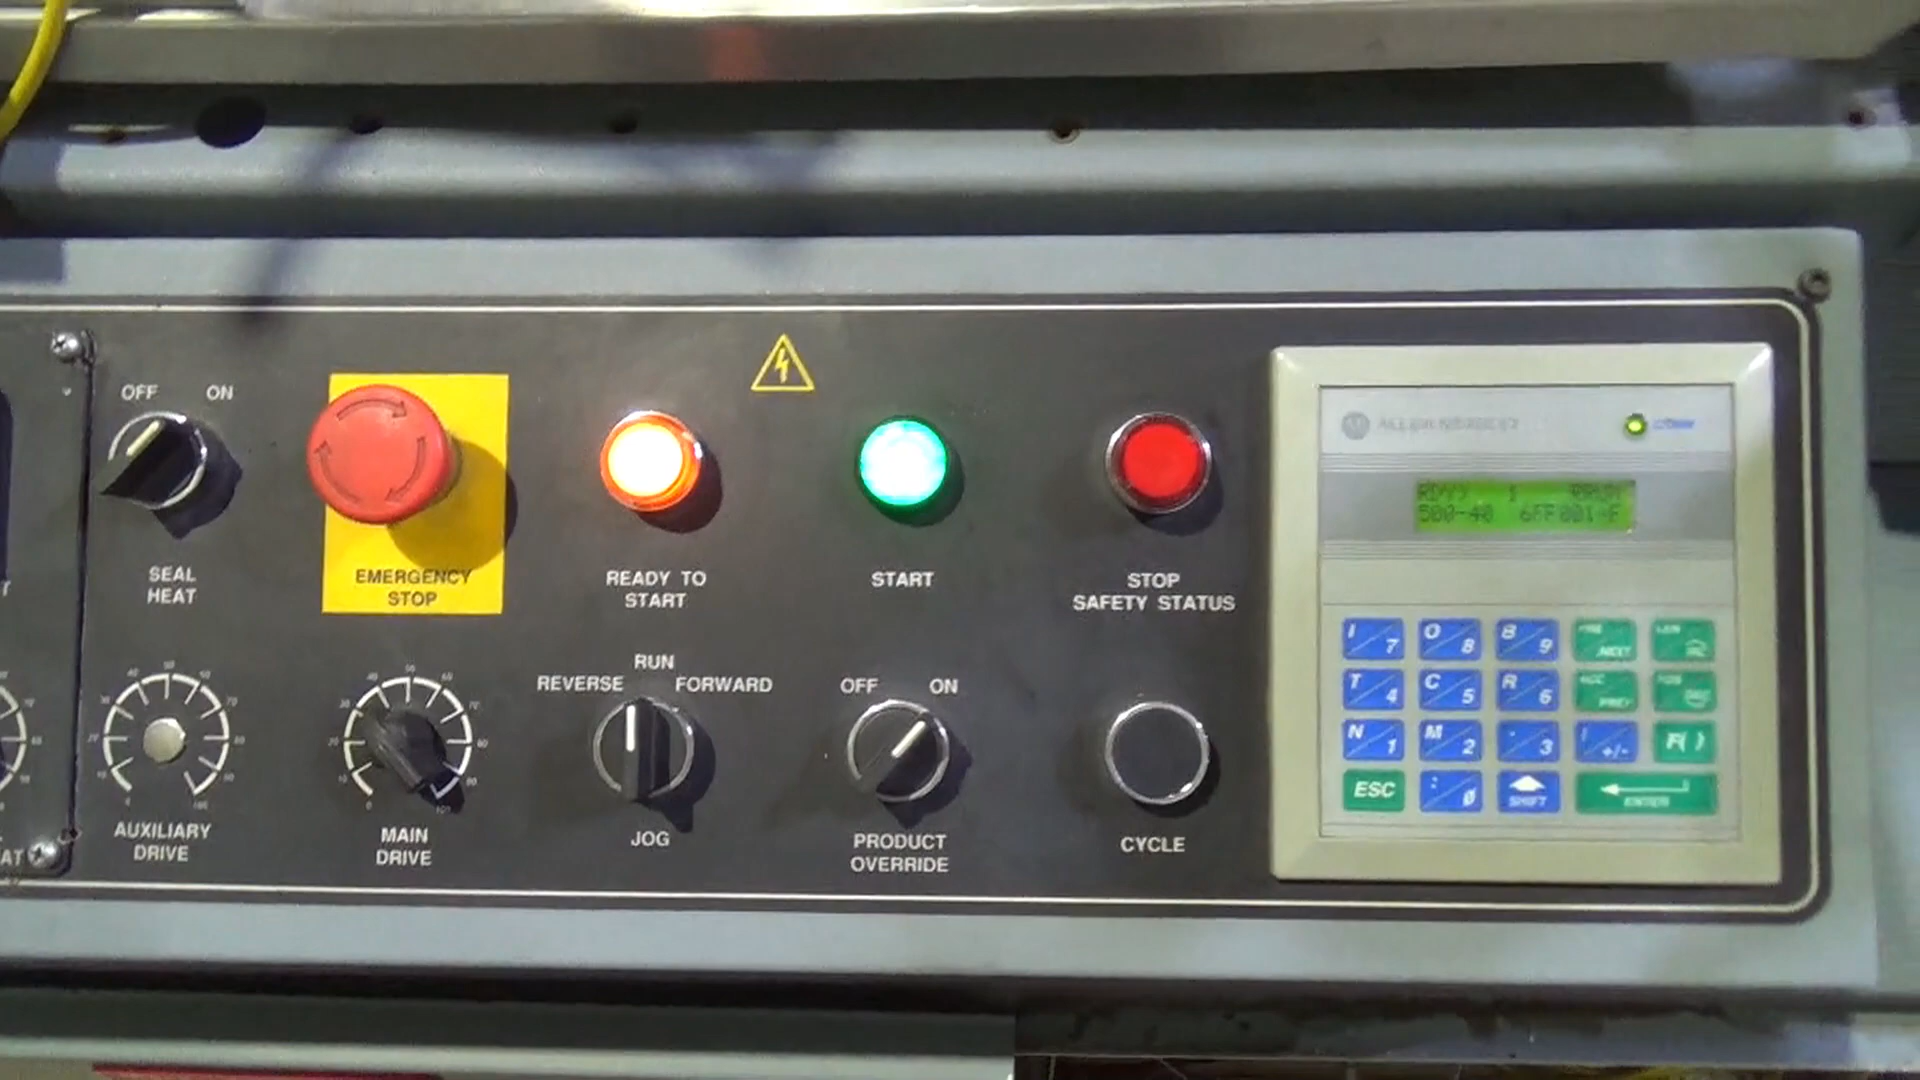 OFF ON
SEAL
HEAT
EMERGENCY
STOP
READY TO
START
START
STOP
SAFETY STATUS
AUXILIARY
DRIVE
MAIN
DRIVE
RUN
REVERSE FORWARD
JOG
OFF ON
PRODUCT
OVERRIDE
CYCLE
500-40
I 7 O 8 B 9
T 4 C 5 R 6
N 1 M 2 - 3 +/- F( )
ESC : 0 SHIFT ENTER